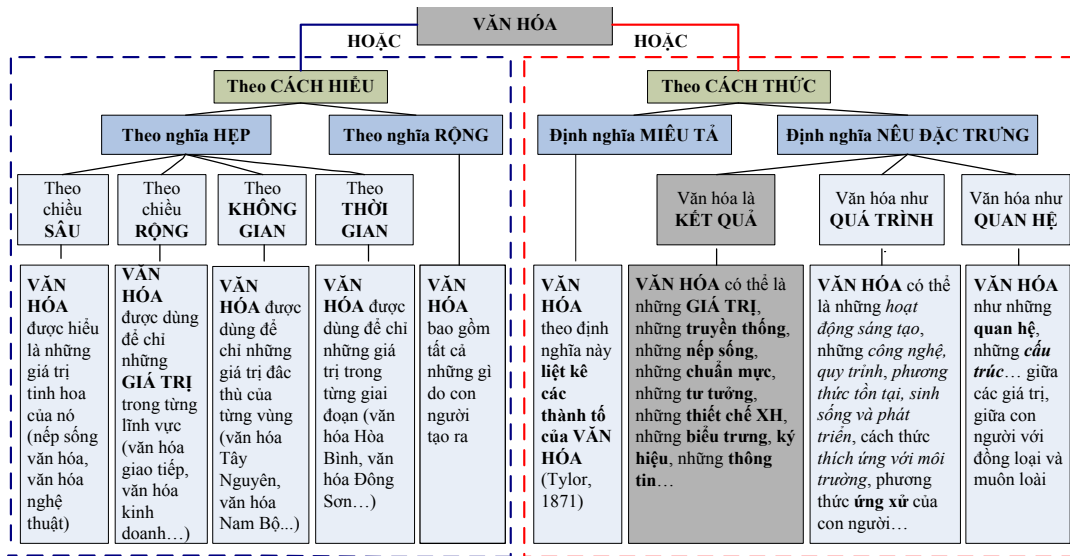 VĂN HÓA
HOẶC
HOẶC
Theo CÁCH HIỂU
Theo CÁCH THỨC
Theo nghĩa HẸP
Theo nghĩa RỘNG
Định nghĩa MIÊU TẢ
Định nghĩa NÊU ĐẶC TRƯNG
Theo
chiều
SÂU
Theo
chiều
RỘNG
Theo
KHÔNG
GIAN
Theo
THỜI
GIAN
Văn hóa là
KẾT QUẢ
Văn hóa như
QUÁ TRÌNH
Văn hóa như
QUAN HỆ
VĂN
HÓA
được hiểu
là những
giá trị
tinh hoa
của nó
(nếp sống
văn hóa,
văn hóa
nghệ
thuật)
VĂN
HÓA
được dùng
để chỉ
những
GIÁ TRỊ
trong từng
lĩnh vực
(văn hóa
giao tiếp,
văn hóa
kinh
doanh…)
VĂN
HÓA được
dùng để
chỉ những
giá trị đăc
thù của
từng vùng
(văn hóa
Tây
Nguyên,
văn hóa
Nam Bộ...)
VĂN
HÓA được
dùng để chỉ
những giá
trị trong
từng giai
đoạn (văn
hóa Hòa
Bình, văn
hóa Đông
Sơn…)
VĂN
HÓA
bao gồm
tất cả
những gì
do con
người
tạo ra
VĂN
HÓA
theo định
nghĩa này
liệt kê
các
thành tố
của VĂN
HÓA
(Tylor,
1871)
VĂN HÓA có thể là
những GIÁ TRỊ,
những truyền thống,
những nếp sống,
những chuẩn mực,
những tư tưởng,
những thiết chế XH,
những biểu trưng, ký
hiệu, những thông
tin…
VĂN HÓA có thể
là những hoạt
động sáng tạo,
những công nghệ,
quy trình, phương
thức tồn tại, sinh
sống và phát
triển, cách thức
thích ứng với môi
trường, phương
thức ứng xử của
con người…
VĂN HÓA
như những
quan hệ,
những cấu
trúc… giữa
các giá trị,
giữa con
người với
đồng loại và
muôn loài